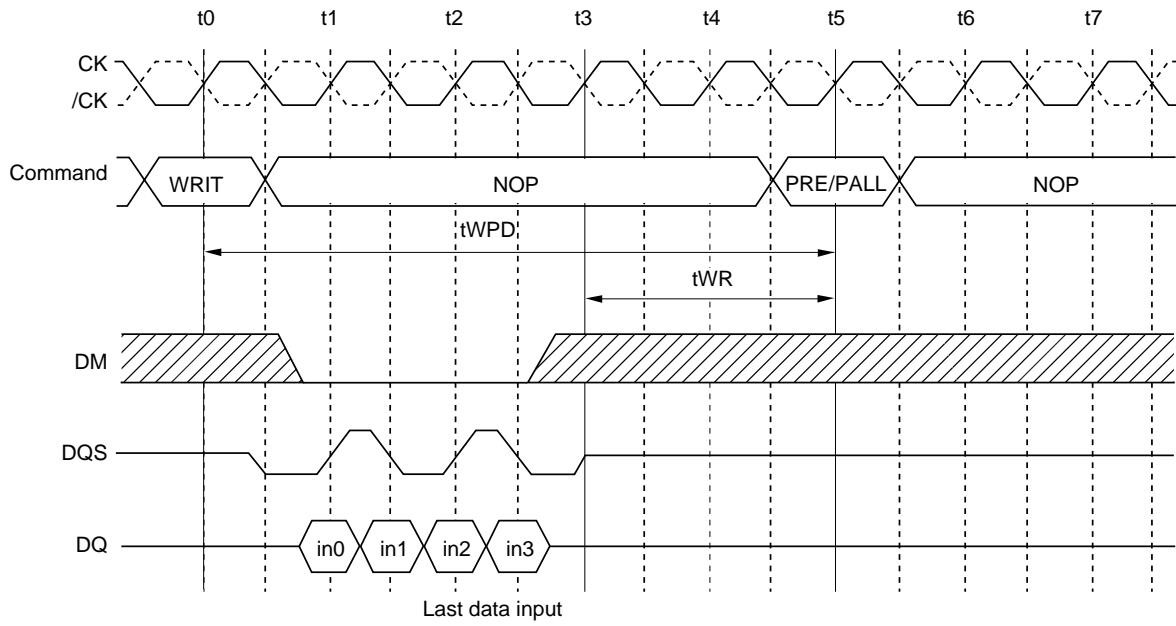 t0 t1 t2 t3 t4 t5 t6 t7
CK
/CK
Command WRIT NOP PRE/PALL NOP
tWPD
tWR
DM
DQS
DQ in0 in1 in2 in3
Last data input